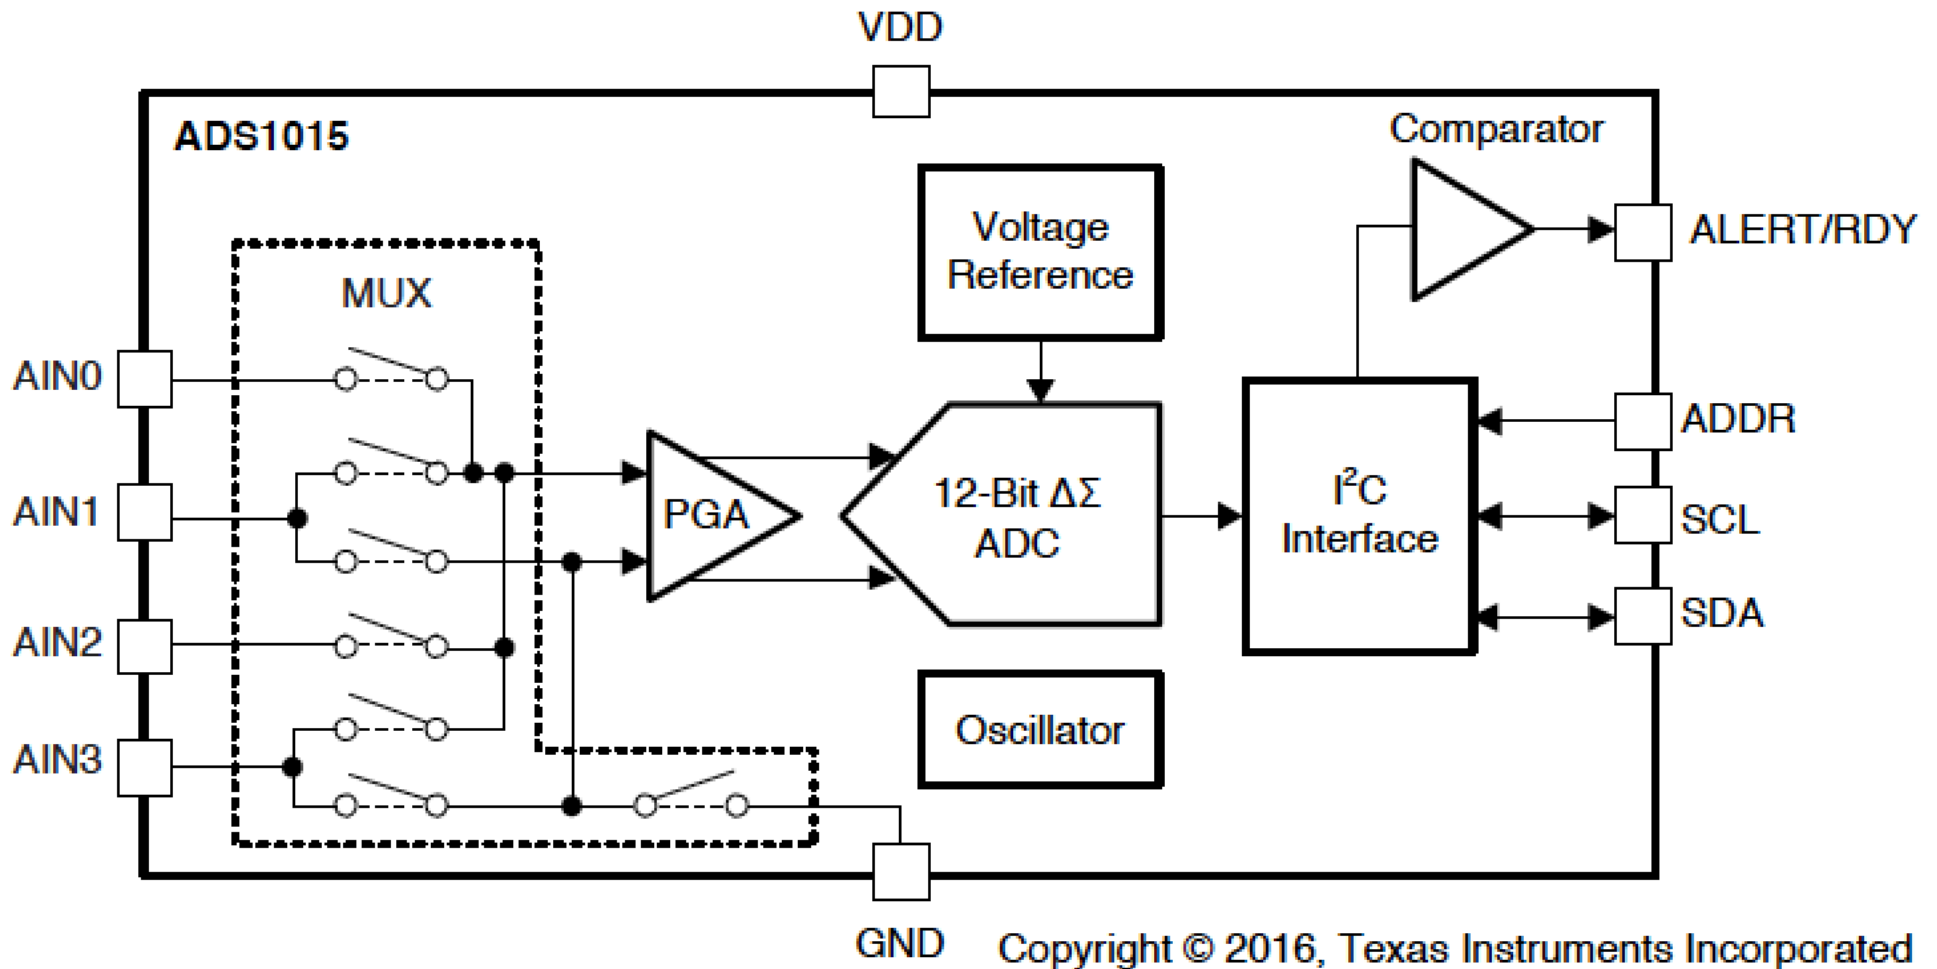 VDD
ADS1015
Comparator
Voltage
Reference
ALERT/RDY
MUX
AIN0
ADDR
AIN1
PGA
12-Bit ΔΣ
ADC
I²C
Interface
SCL
AIN2
SDA
AIN3
Oscillator
GND
Copyright © 2016, Texas Instruments Incorporated